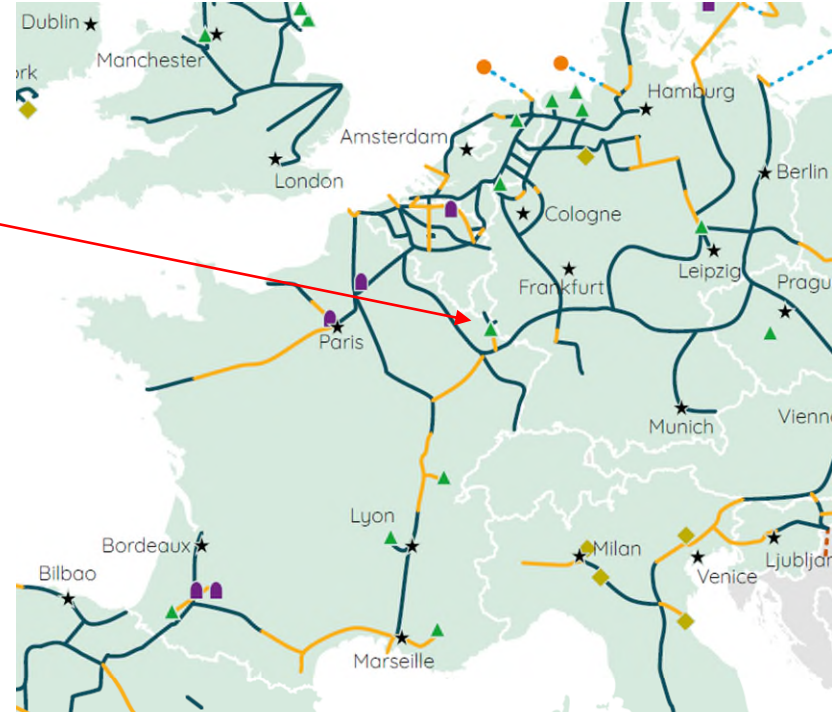 Dublin
Manchester
ork
Hamburg
Amsterdam
London
Berlin
Cologne
Frankfurt
Leipzig
Pragu
Paris
Munich
Vienn
Lyon
Bordeaux
Milan
Ljubljan
Bilbao
Venice
Marseille